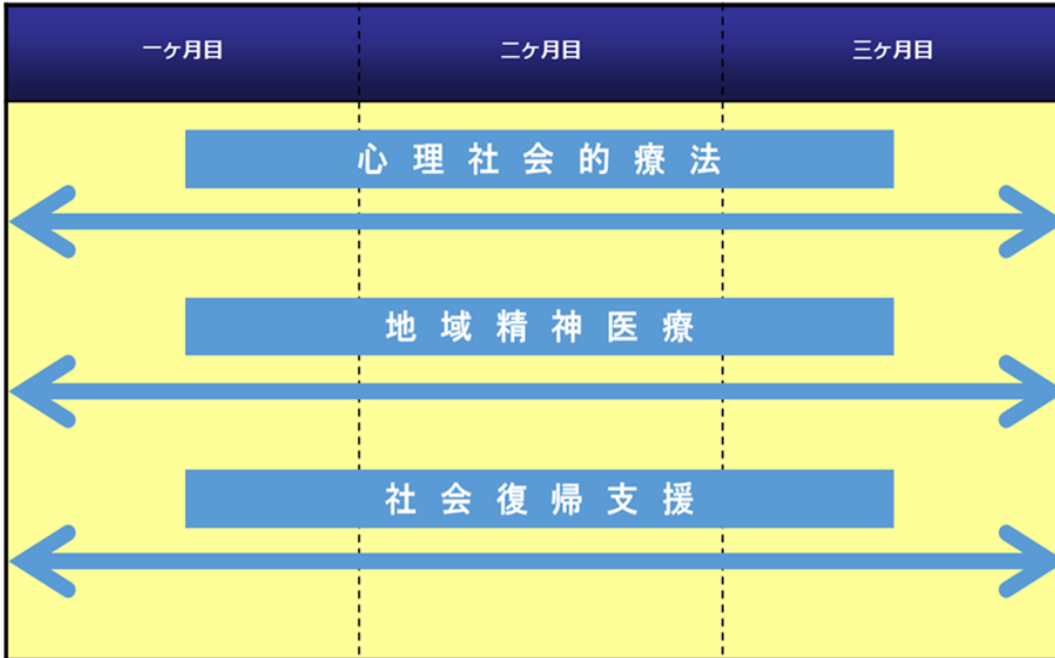 一ヶ月目
二ヶ月目
三ヶ月目
心理社会的療法
地域精神医療
社会復帰支援